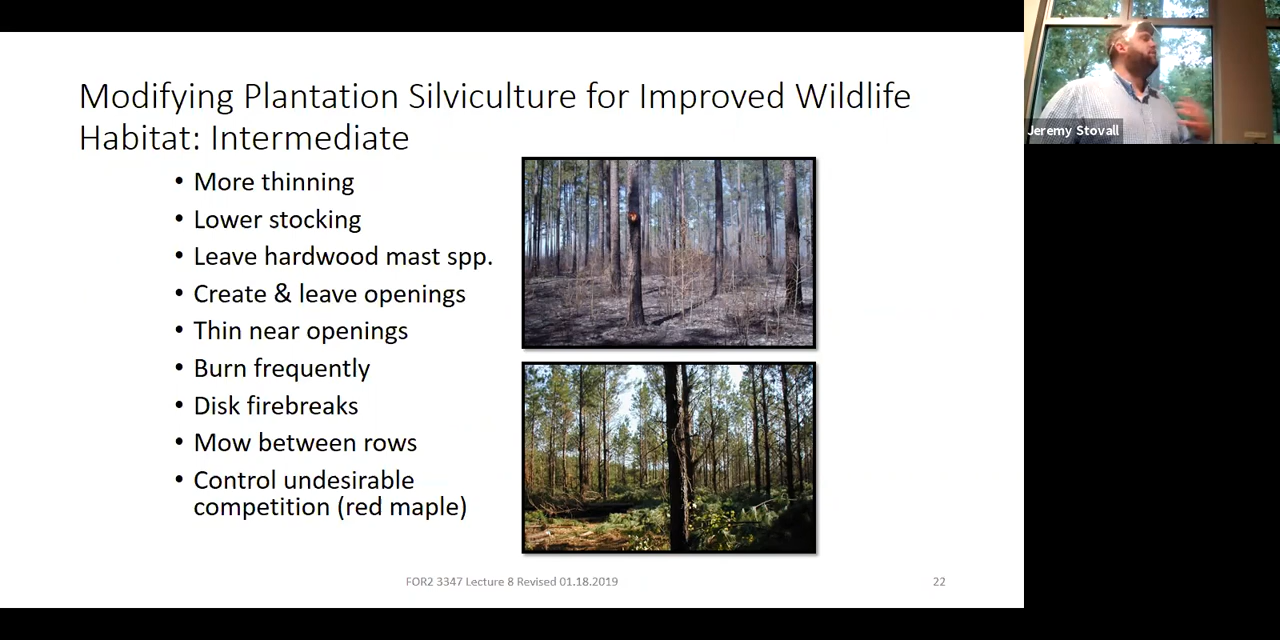 Modifying Plantation Silviculture for Improved Wildlife
Habitat: Intermediate
• More thinning
• Lower stocking
• Leave hardwood mast spp.
• Create & leave openings
• Thin near openings
• Burn frequently
• Disk firebreaks
• Mow between rows
• Control undesirable
competition (red maple)
FOR2 3347 Lecture 8 Revised 01.18.2019
22
Jeremy Stovall